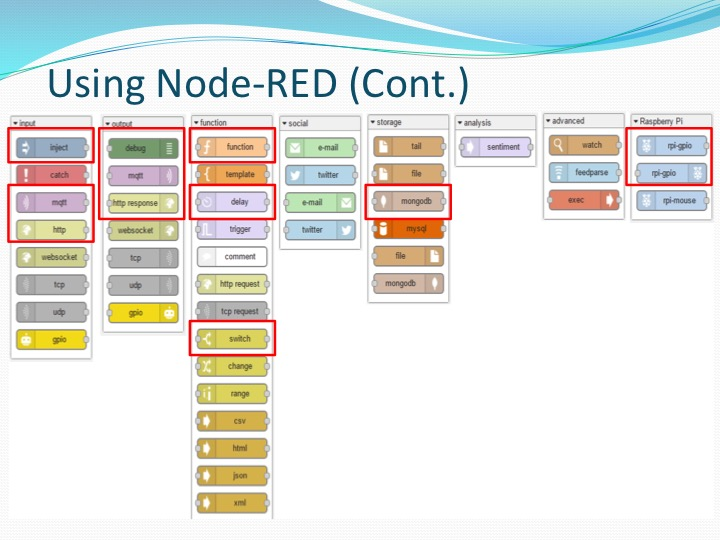 Using Node-RED (Cont.)
input
inject
catch
mqtt
http
websocket
tcp
udp
gpio
output
debug
mqtt
http response
websocket
tcp
udp
gpio
function
function
template
delay
trigger
comment
http request
tcp request
switch
change
range
csv
html
json
xml
social
e-mail
twitter
e-mail
twitter
storage
tail
file
mongodb
mysql
file
mongodb
analysis
sentiment
advanced
watch
feedparse
exec
Raspberry Pi
rpi-gpio
rpi-gpio
rpi-mouse